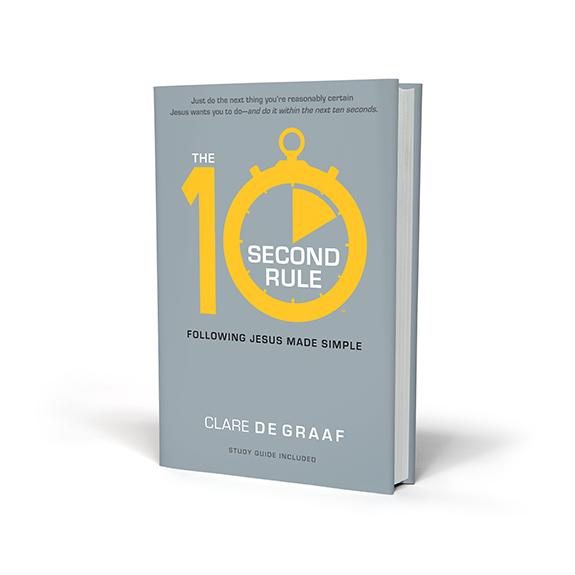 Just do the next thing you're reasonably certain
Jesus wants you to do—and do it within the next ten seconds.
THE
10
SECOND
RULE
FOLLOWING JESUS MADE SIMPLE
CLARE DE GRAAF
STUDY GUIDE INCLUDED